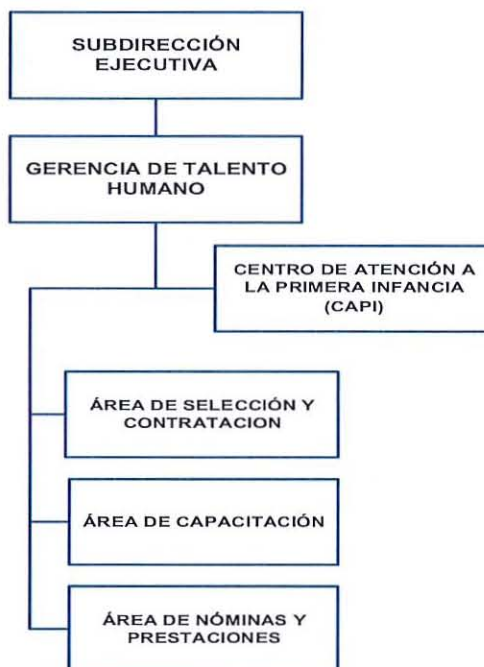 SUBDIRECCIÓN
EJECUTIVA
GERENCIA DE TALENTO
HUMANO
CENTRO DE ATENCIÓN A
LA PRIMERA INFANCIA
(CAPI)
ÁREA DE SELECCIÓN Y
CONTRATACION
ÁREA DE CAPACITACIÓN
ÁREA DE NÓMINAS Y
PRESTACIONES